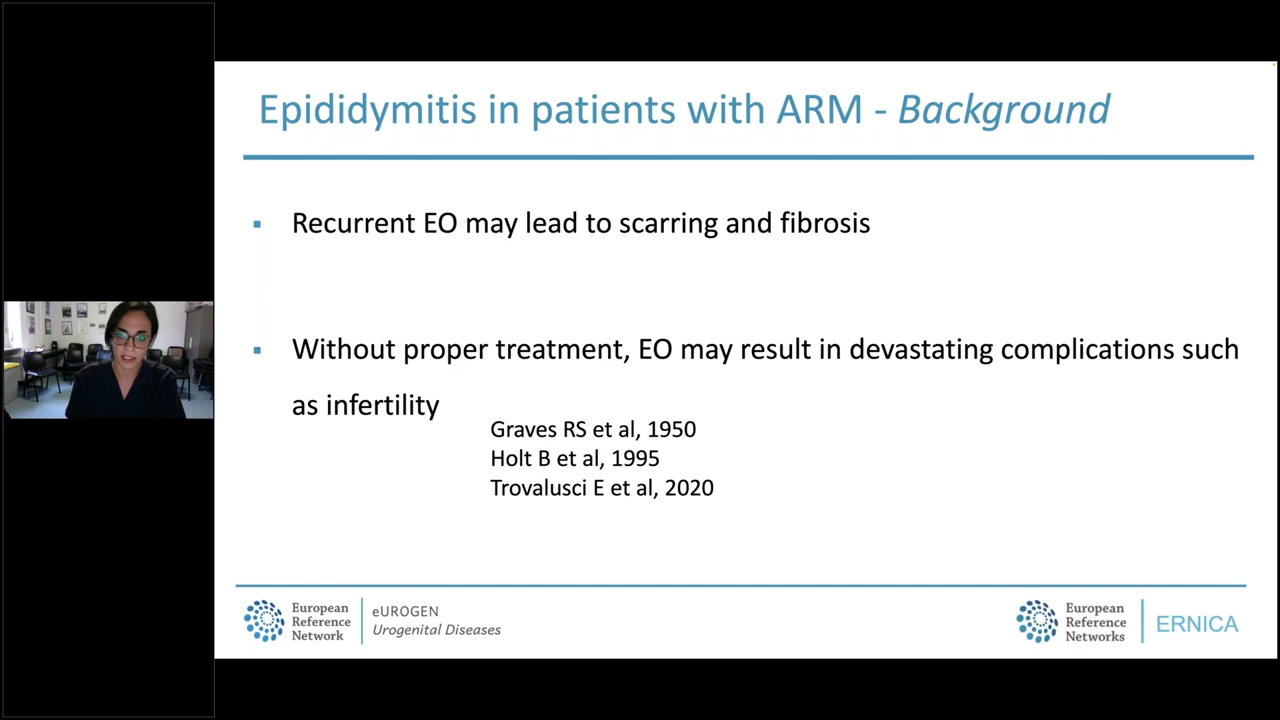 Epididymitis in patients with ARM - Background
Recurrent EO may lead to scarring and fibrosis
Without proper treatment, EO may result in devastating complications such
as infertility
Graves RS et al, 1950
Holt B et al, 1995
Trovalusci E et al, 2020
European
Reference
Network
eUROGEN
Urogenital Diseases
European
Reference
Networks
ERNICA